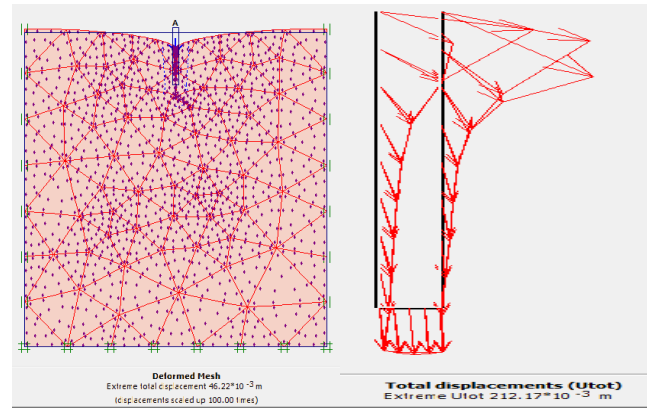 A
Deformed Mesh
Extreme total displacement 46.22*10 -3 m
(displacements scaled up 100.00 times)
Total displacements (Utot)
Extreme Utot 212.17*10 -3 m